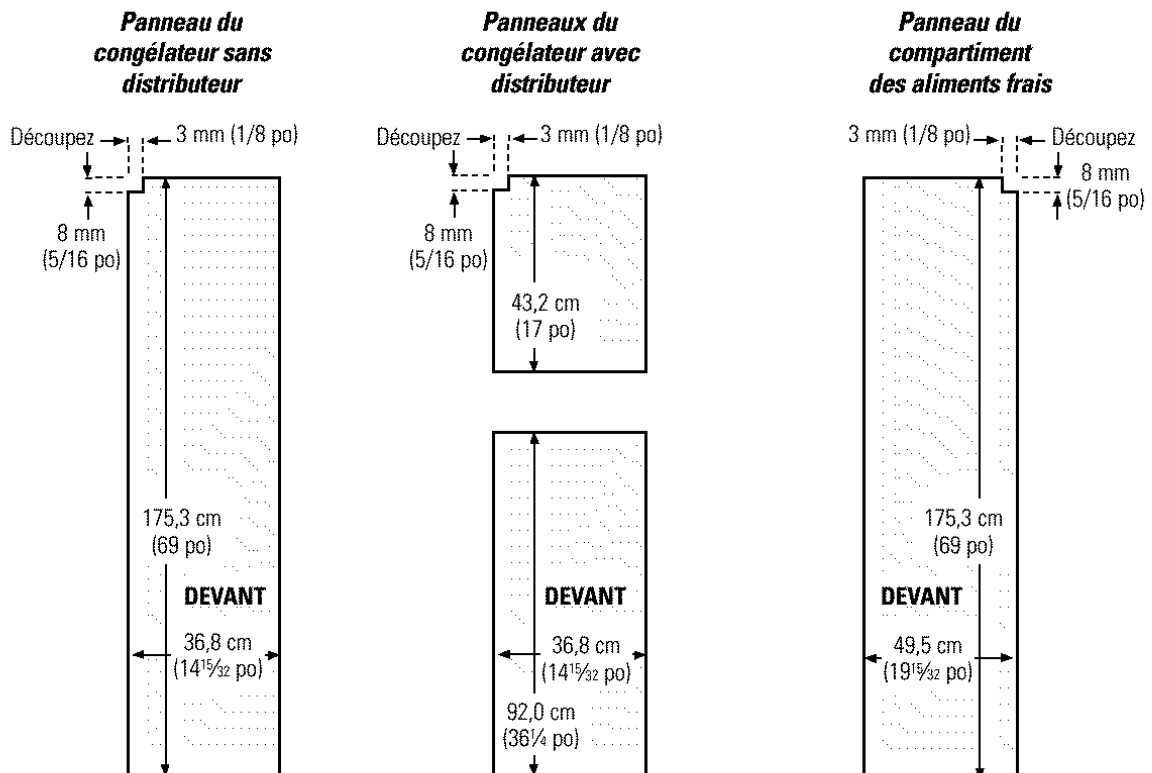 Panneau du
congélateur sans
distributeur
Découpez
3 mm (1/8 po)
8 mm
(5/16 po)
175,3 cm
(69 po)
DEVANT
36,8 cm
(14 15/32 po)
Panneaux du
congélateur avec
distributeur
Découpez
3 mm (1/8 po)
8 mm
(5/16 po)
43,2 cm
(17 po)
DEVANT
36,8 cm
(14 15/32 po)
92,0 cm
(36 1/4 po)
Panneau du
compartiment
des aliments frais
3 mm (1/8 po)
Découpez
8 mm
(5/16 po)
175,3 cm
(69 po)
DEVANT
49,5 cm
(19 15/32 po)